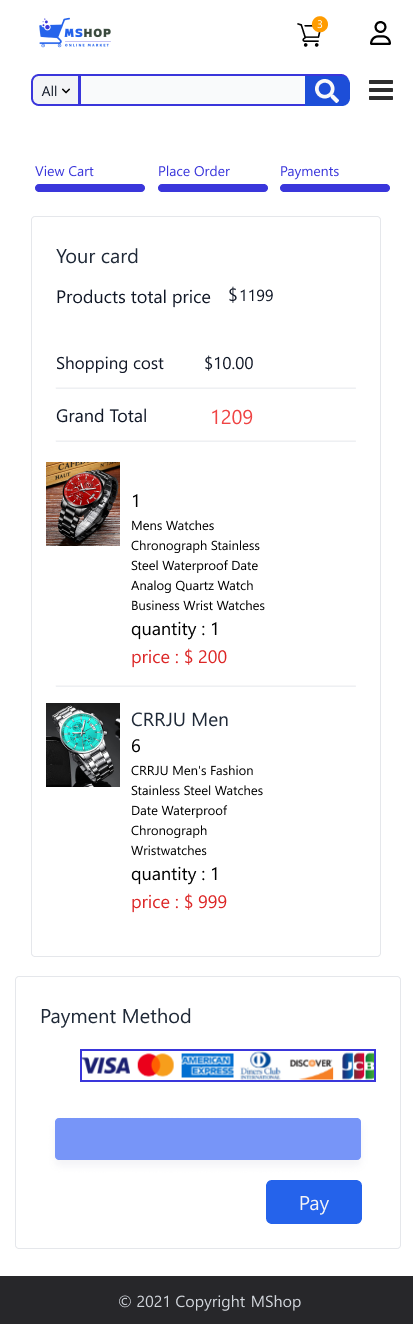 MSHOP
ONLINE MARKET
3
All
View Cart
Place Order
Payments
Your card
Products total price $1199
Shopping cost $10.00
Grand Total 1209
1
Mens Watches
Chronograph Stainless
Steel Waterproof Date
Analog Quartz Watch
Business Wrist Watches
quantity : 1
price : $ 200
CRRJU Men
6
CRRJU Men's Fashion
Stainless Steel Watches
Date Waterproof
Chronograph
Wristwatches
quantity : 1
price : $ 999
Payment Method
VISA
AMERICAN EXPRESS
Diners Club
INTERNATIONAL
DISCOVER
JCB
Pay
© 2021 Copyright MShop